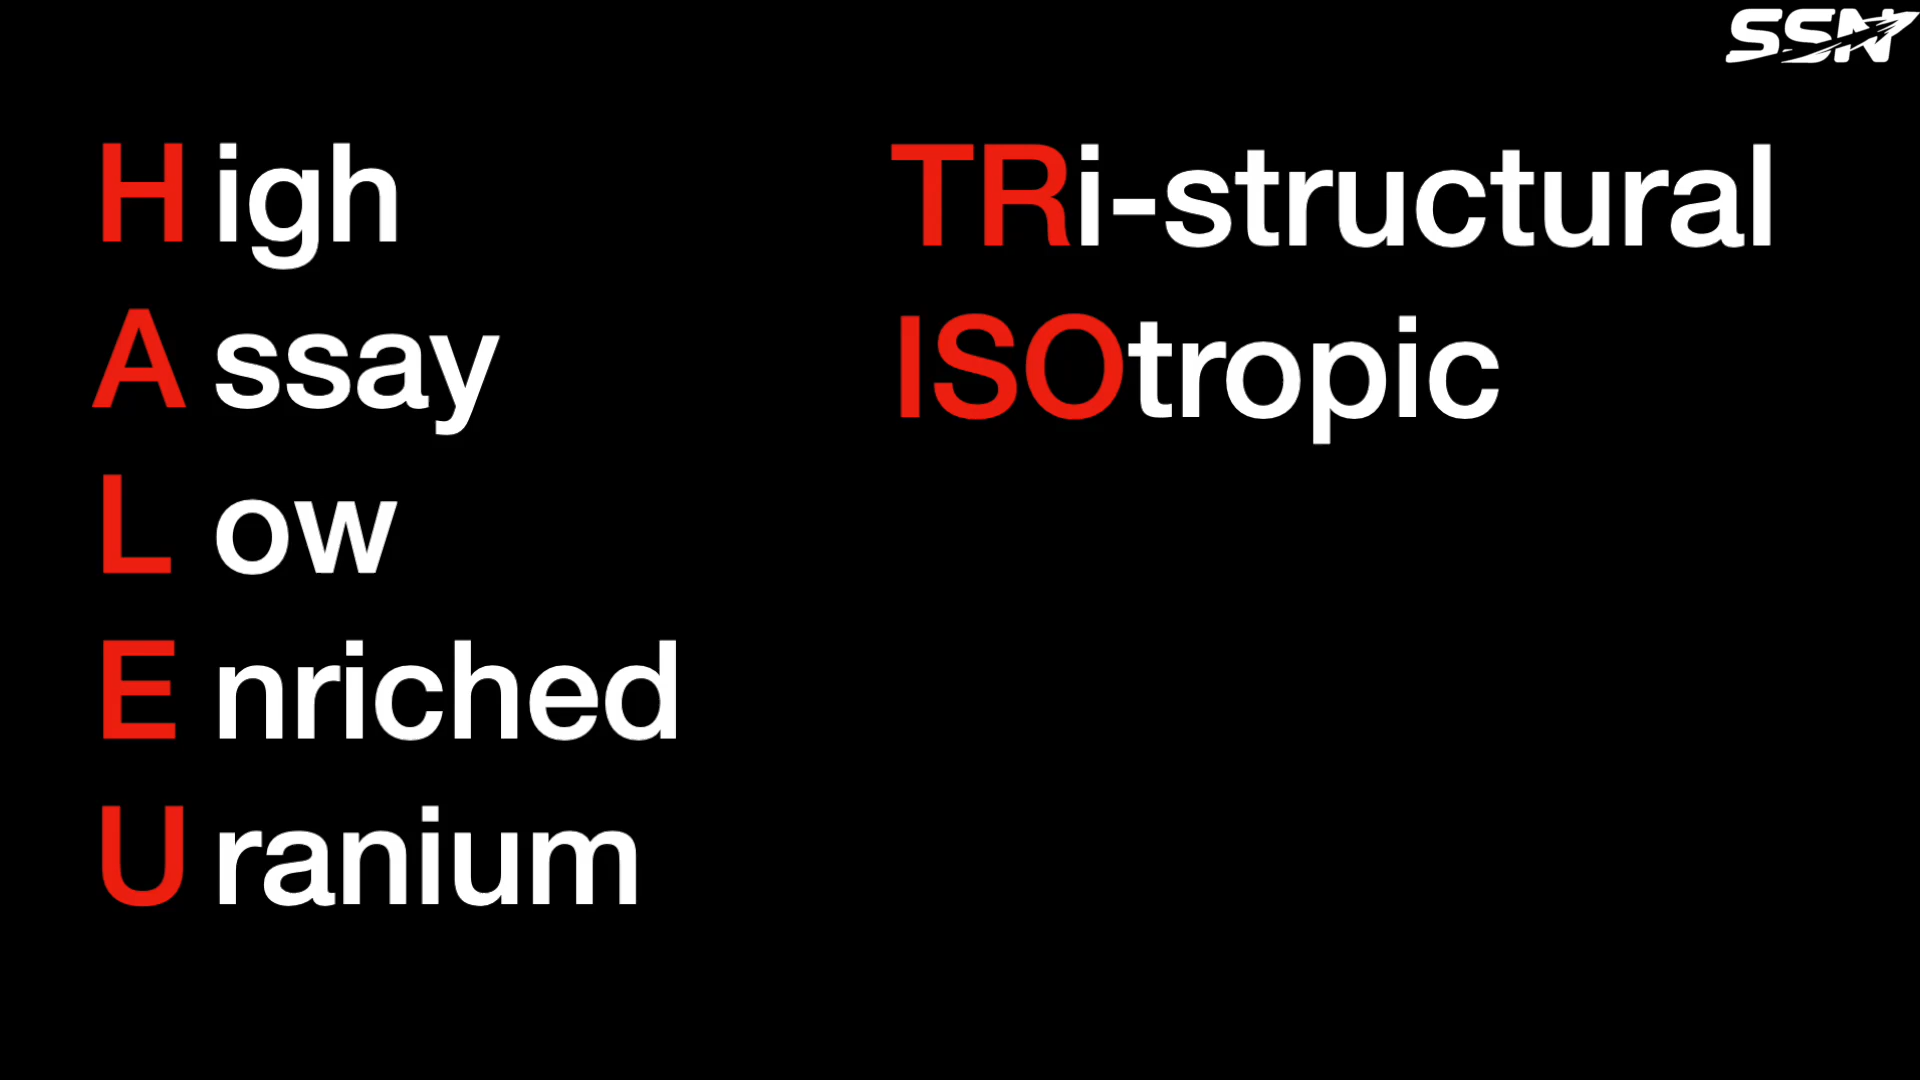 SSN
High
Assay
Low
Enriched
Uranium
TRi-structural
ISOtropic